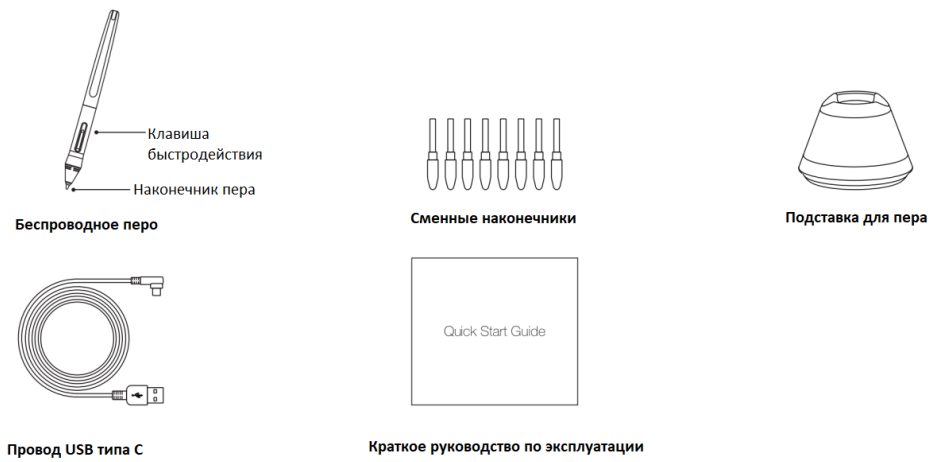 Клавиша
быстродействия
Наконечник пера
Беспроводное перо
Сменные наконечники
Подставка для пера
Quick Start Guide
Провод USB типа C
Краткое руководство по эксплуатации